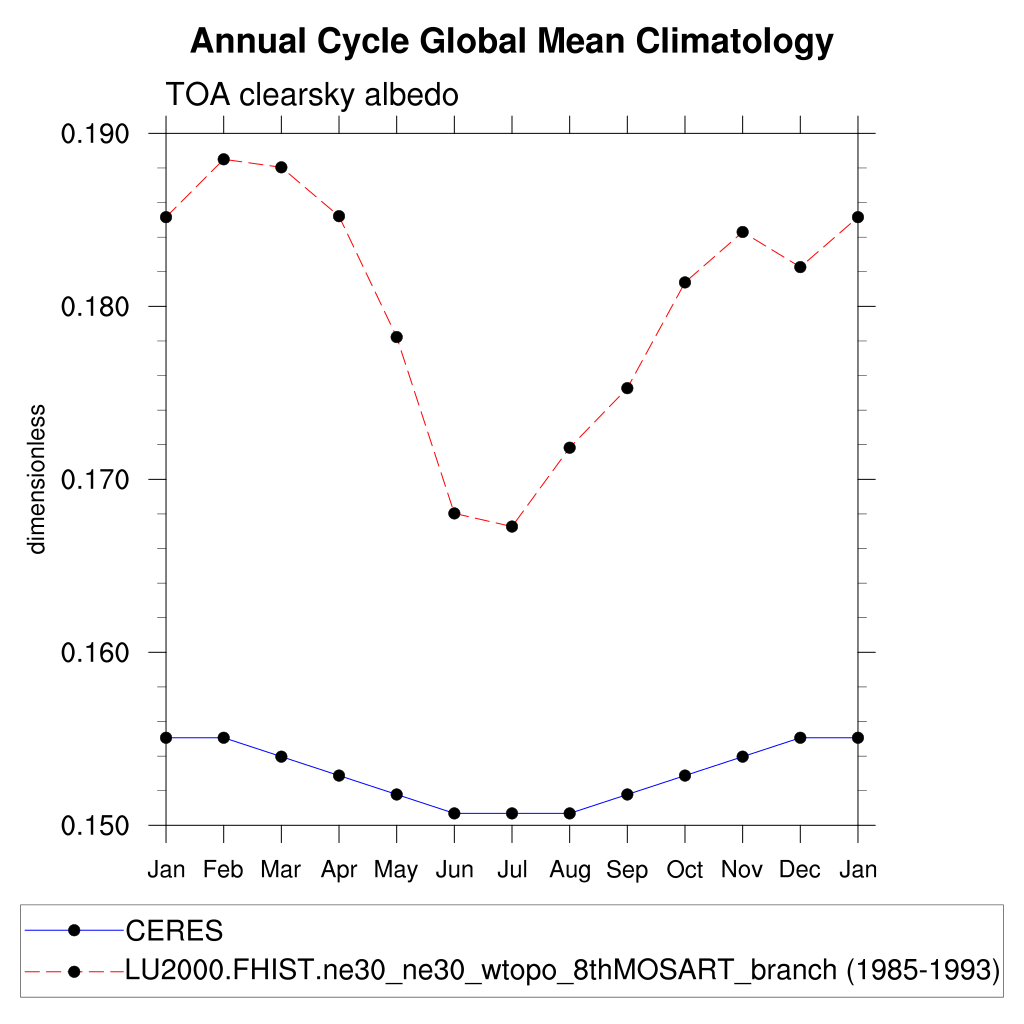 Annual Cycle Global Mean Climatology
TOA clearsky albedo
0.190
0.180
0.170
0.160
0.150
dimensionless
Jan Feb Mar Apr May Jun Jul Aug Sep Oct Nov Dec Jan
CERES
LU2000.FHIST.ne30_ne30_wtopo_8thMOSART_branch (1985-1993)